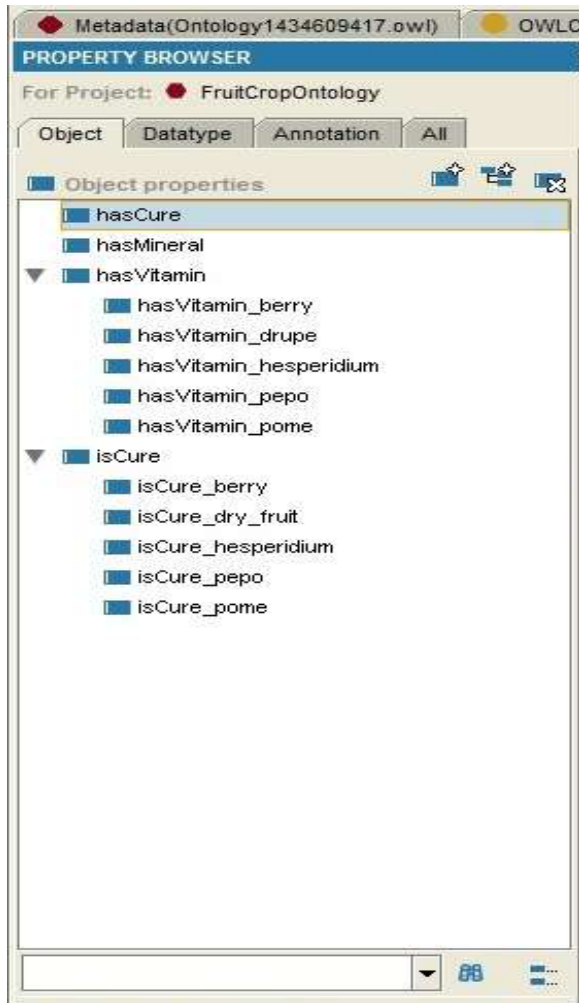 Metadata(Ontology1434609417.owl) OWLC
PROPERTY BROWSER
For Project: FruitCropOntology
Object Datatype Annotation All
Object properties
hasCure
hasMineral
hasVitamin
hasVitamin_berry
hasVitamin_drupe
hasVitamin_hesperidium
hasVitamin_pepo
hasVitamin_pome
isCure
isCure_berry
isCure_dry_fruit
isCure_hesperidium
isCure_pepo
isCure_pome